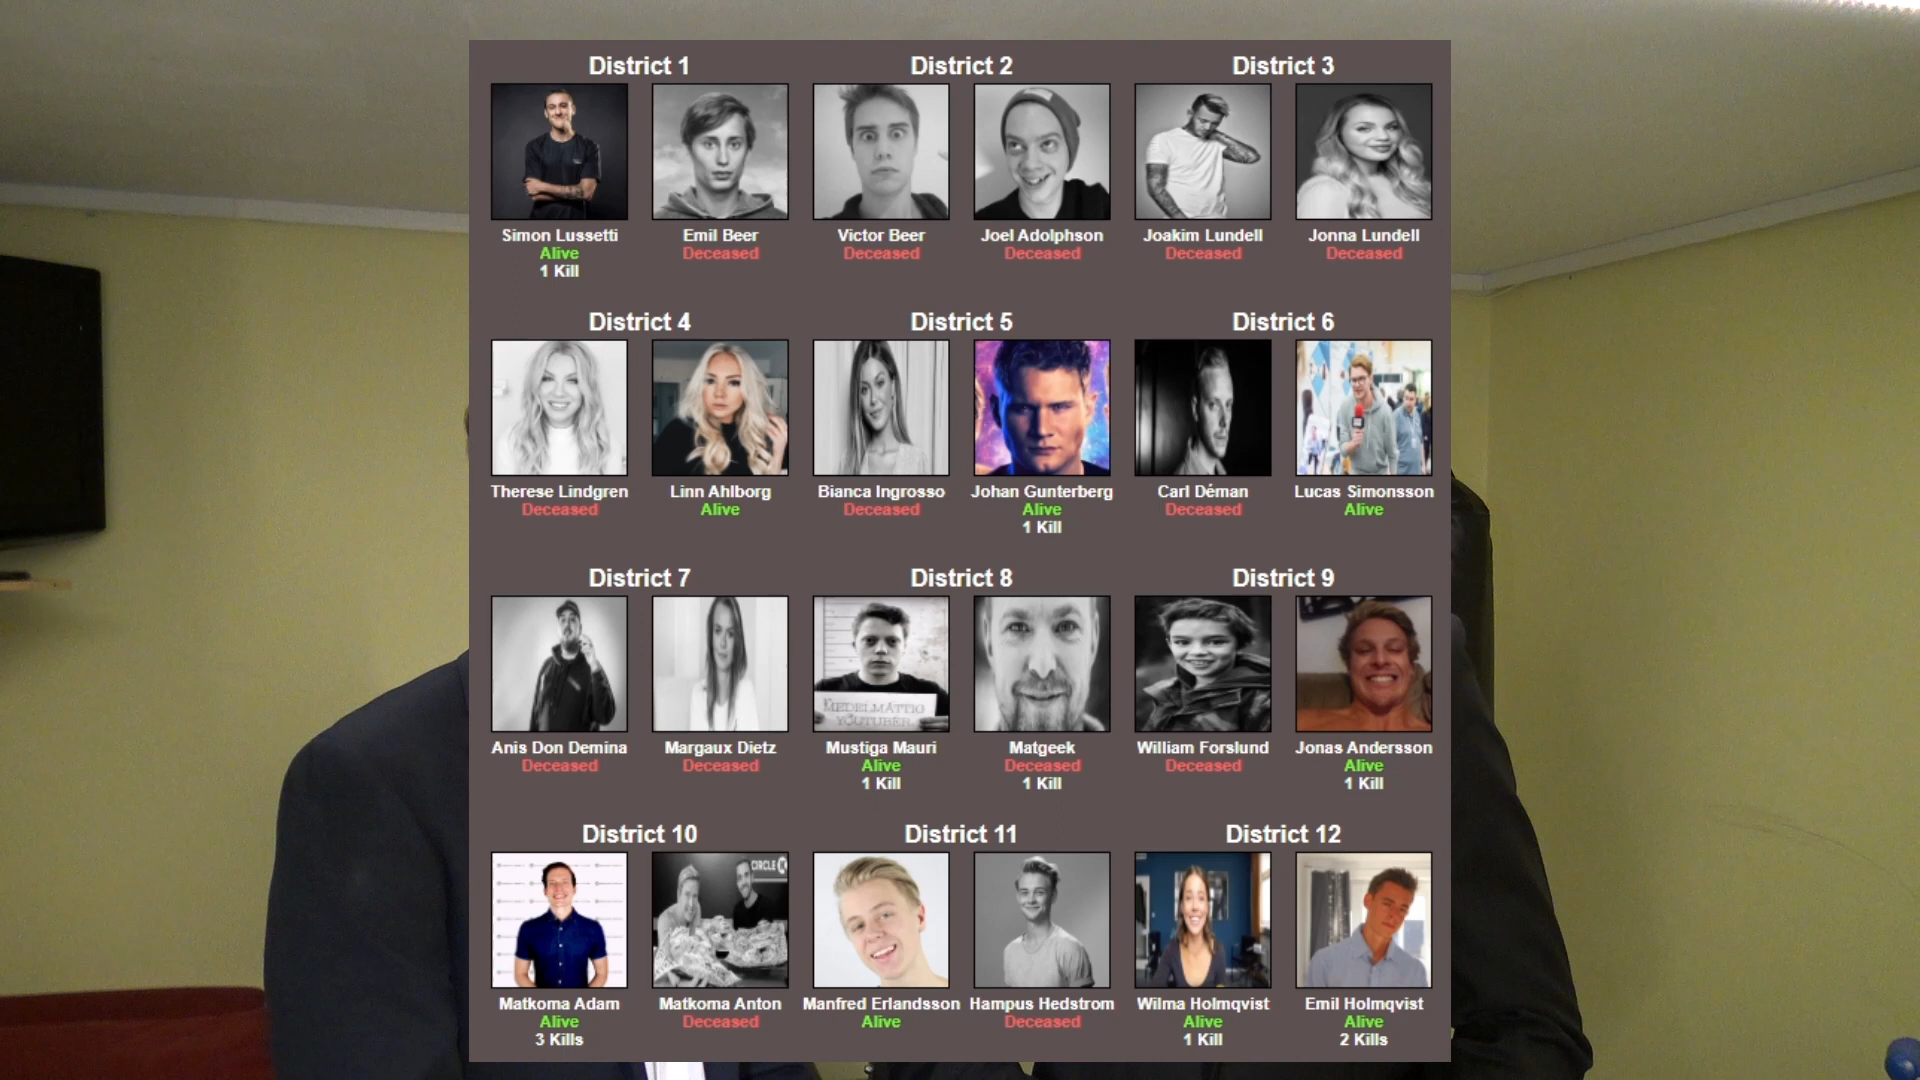 District 1 District 2 District 3
Simon Lussetti Emil Beer Victor Beer Joel Adolphson Joakim Lundell Jonna Lundell
Alive Deceased Deceased Deceased Deceased Deceased
1 Kill
District 4 District 5 District 6
Therese Lindgren Linn Ahlborg Bianca Ingrosso Johan Gunterberg Carl Déman Lucas Simonsson
Deceased Alive Deceased Alive Deceased Alive
1 Kill
District 7 District 8 District 9
MEDELMÅTTIG
YOUTUBER
Anis Don Demina Margaux Dietz Mustiga Mauri Matgeek William Forslund Jonas Andersson
Deceased Deceased Alive Deceased Deceased Alive
1 Kill 1 Kill 1 Kill
District 10 District 11 District 12
CIRCLE K
Matkoma Adam Matkoma Anton Manfred Erlandsson Hampus Hedstrom Wilma Holmqvist Emil Holmqvist
Alive Deceased Alive Deceased Alive Alive
3 Kills 1 Kill 2 Kills